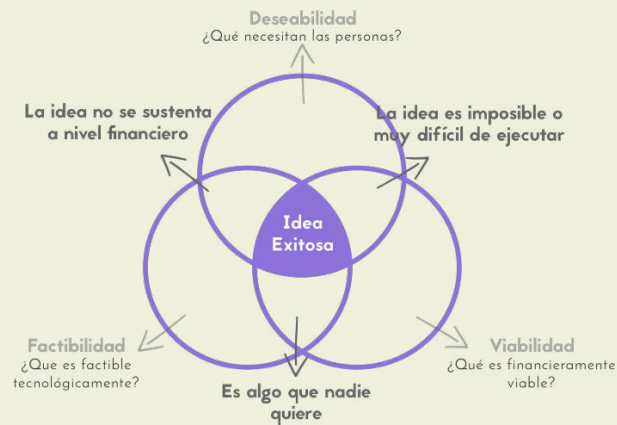 Deseabilidad
¿Qué necesitan las personas?
La idea no se sustenta
a nivel financiero
La idea es imposible o
muy difícil de ejecutar
Idea
Exitosa
Factibilidad
¿Que es factible
tecnológicamente?
Viabilidad
¿Qué es financieramente
viable?
Es algo que nadie
quiere